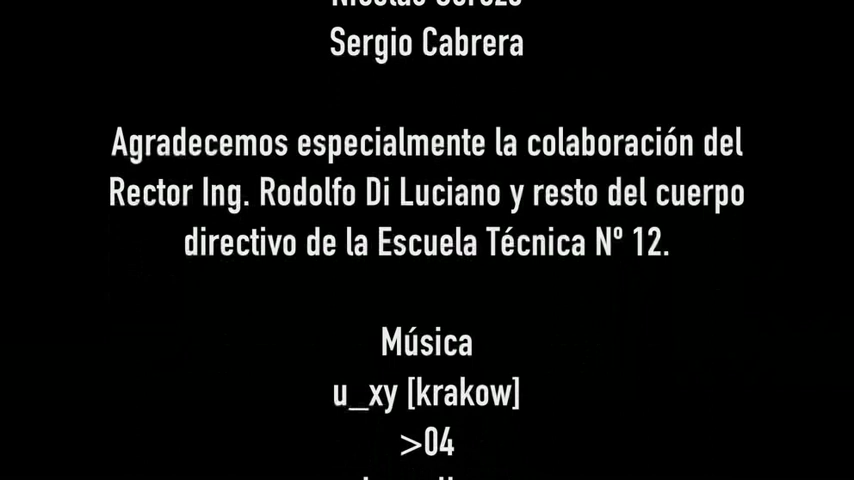 Sergio Cabrera
Agradecemos especialmente la colaboración del
Rector Ing. Rodolfo Di Luciano y resto del cuerpo
directivo de la Escuela Técnica Nº 12.
Música
u_xy [krakow]
>04